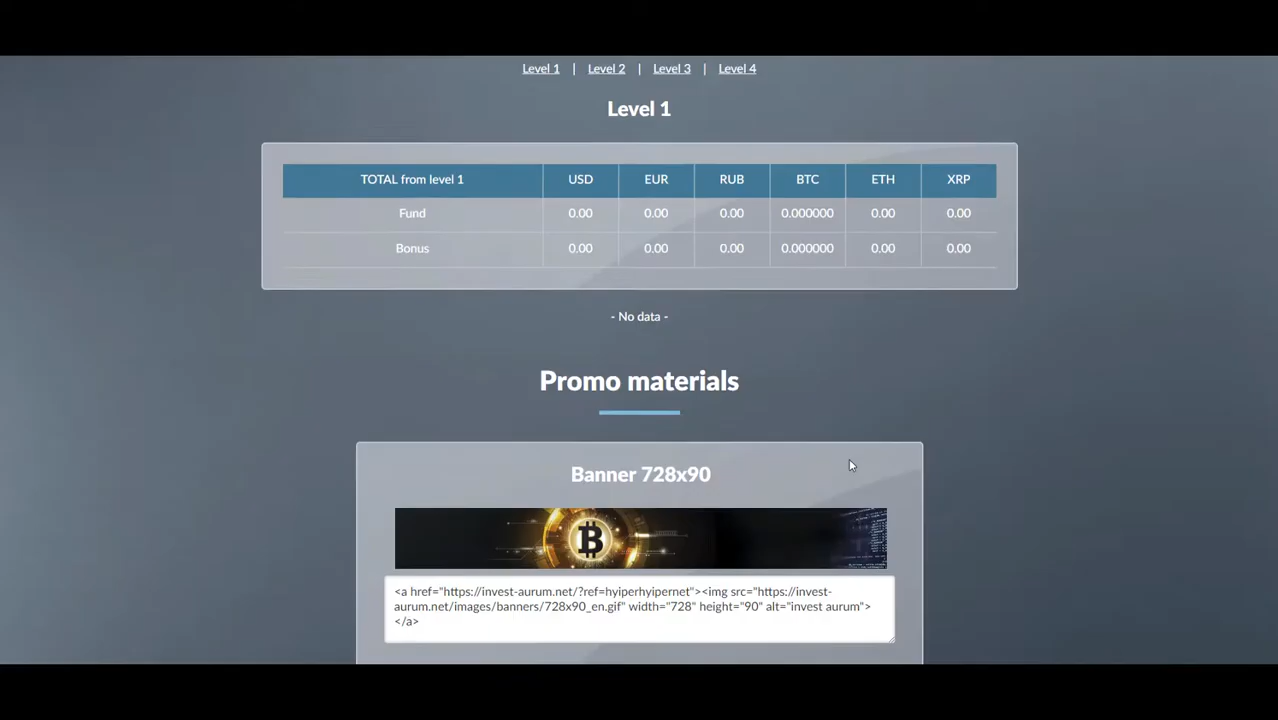 Level 1 | Level 2 | Level 3 | Level 4
Level 1
TOTAL from level 1 USD EUR RUB BTC ETH XRP
Fund 0.00 0.00 0.00 0.000000 0.00 0.00
Bonus 0.00 0.00 0.00 0.000000 0.00 0.00
- No data -
Promo materials
Banner 728x90
<a href="https://invest-aurum.net/?ref=hyiperhyipernet"><img src="https://invest-
aurum.net/images/banners/728x90_en.gif" width="728" height="90" alt="invest aurum">
</a>